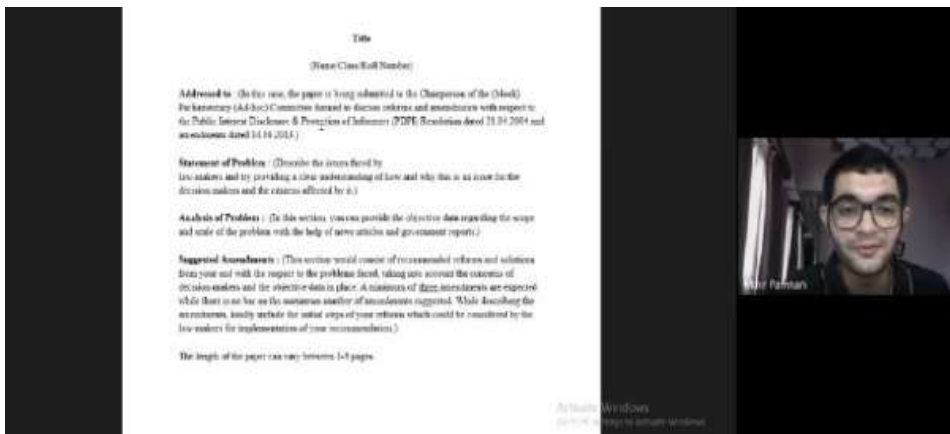 Title
(Name/Class/Roll Number)
Addressed to : (In this case, the paper is being submitted to the Chairperson of the (Mock)
Parliamentary (Ad-hoc) Committee formed to discuss reforms and amendments with respect to
the Public Interest Disclosure & Protection of Informers (PDPI) Resolution dated 21.04.2004 and
amendments dated 14.06.2013.)
Statement of Problem : (Describe the issues faced by
law-makers and try providing a clear understanding of how and why this is an issue for the
decision-makers and the citizens affected by it.)
Analysis of Problem : (In this section, you can provide the objective data regarding the scope
and scale of the problem with the help of news articles and government reports.)
Suggested Amendments : (This section would consist of recommended reforms and solutions
from your end with the respect to the problems faced, taking into account the concerns of
decision-makers and the objective data in place. A minimum of three amendments are expected
while there is no bar on the maximum number of amendments suggested. While describing the
amendments, kindly include the initial steps of your reforms which could be considered by the
law-makers for implementation of your recommendation.)
The length of the paper can vary between pages
Activate Windows
Go to settings to activate Windows